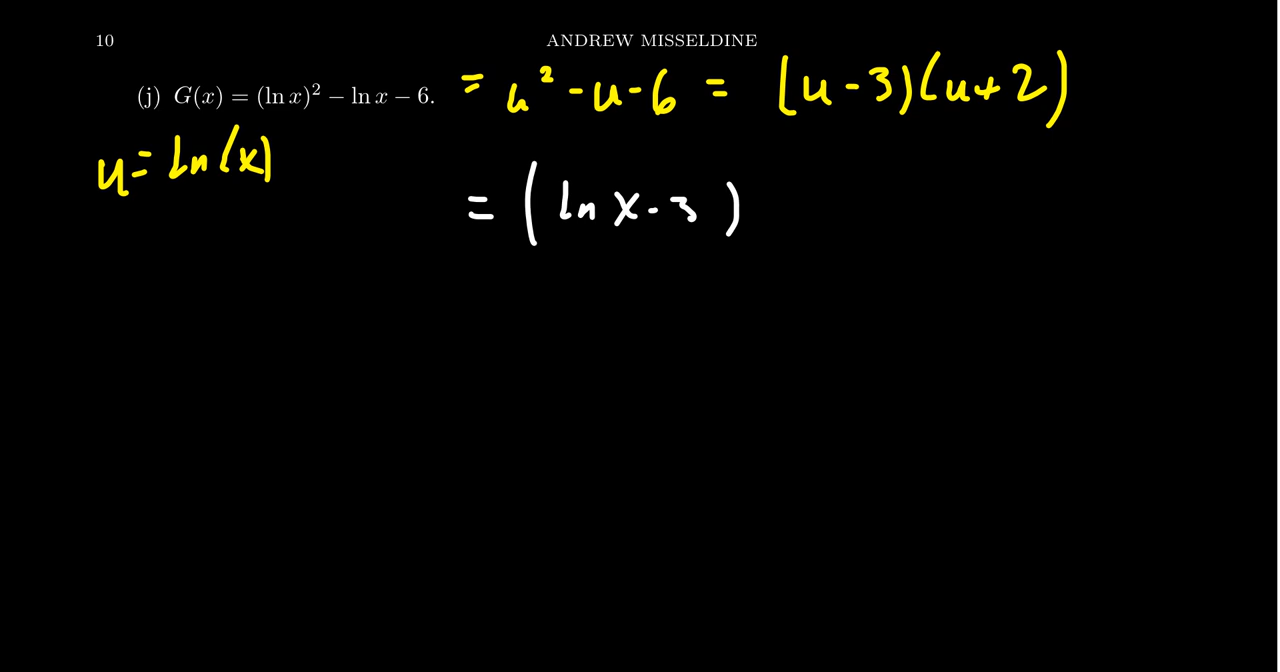 10 ANDREW MISSELDINE
(j) G(x) = (ln x)² − ln x − 6. = u² - u - 6 = (u - 3)(u + 2)
u = ln(x)
= (ln x - 3)